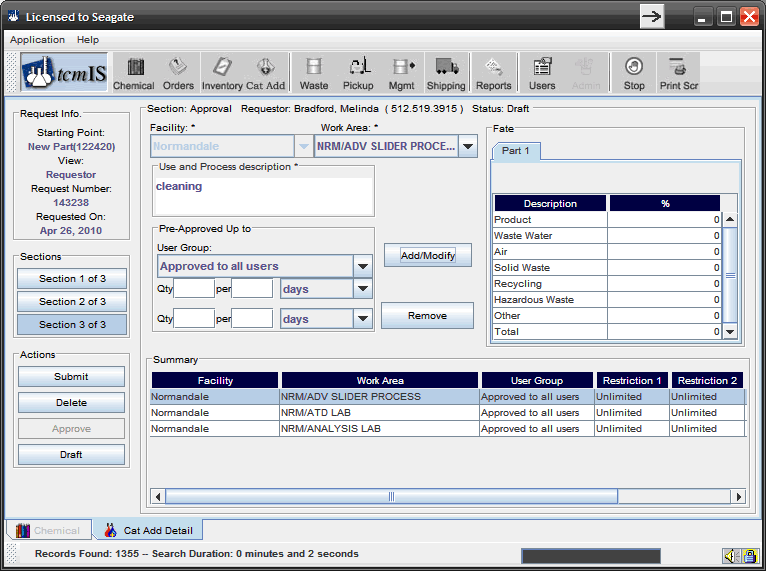 Licensed to Seagate
Application Help
tcmIS
Chemical Orders Inventory Cat Add Waste Pickup Mgmt Shipping Reports Users Admin Stop Print Scr
Request Info.
Starting Point:
New Part(122420)
View:
Requestor
Request Number:
143238
Requested On:
Apr 26, 2010
Sections
Section 1 of 3
Section 2 of 3
Section 3 of 3
Actions
Submit
Delete
Approve
Draft
Section: Approval Requestor: Bradford, Melinda ( 512.519.3915 ) Status: Draft
Facility: * Work Area: *
Normandale NRM/ADV SLIDER PROCE...
Use and Process description *
cleaning
Pre-Approved Up to
User Group:
Approved to all users
Qty per days
Qty per days
Add/Modify
Remove
Fate
Part 1
Description %
Product 0
Waste Water 0
Air 0
Solid Waste 0
Recycling 0
Hazardous Waste 0
Other 0
Total 0
Summary
Facility Work Area User Group Restriction 1 Restriction 2
Normandale NRM/ADV SLIDER PROCESS Approved to all users Unlimited Unlimited
Normandale NRM/ATD LAB Approved to all users Unlimited Unlimited
Normandale NRM/ANALYSIS LAB Approved to all users Unlimited Unlimited
Chemical Cat Add Detail
Records Found: 1355 -- Search Duration: 0 minutes and 2 seconds